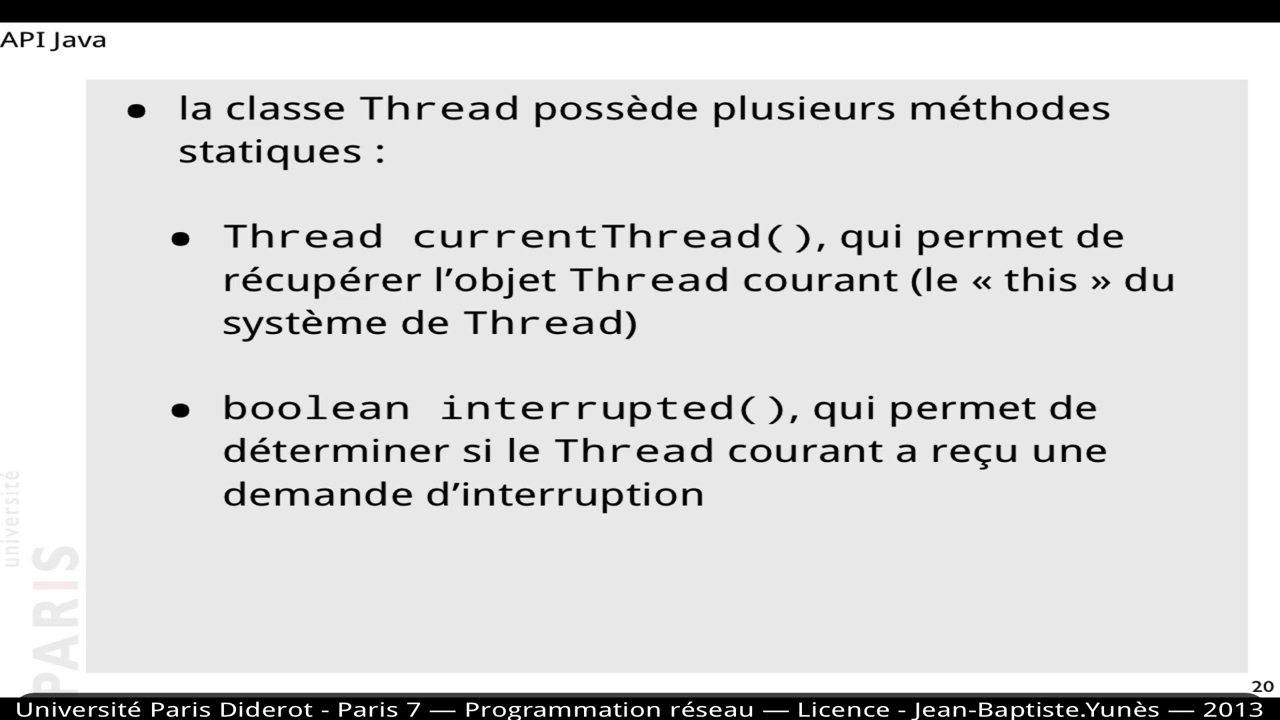 API Java
• la classe Thread possède plusieurs méthodes
statiques :
• Thread currentThread(), qui permet de
récupérer l’objet Thread courant (le « this » du
système de Thread)
• boolean interrupted(), qui permet de
déterminer si le Thread courant a reçu une
demande d’interruption
université
PARIS
20
Université Paris Diderot - Paris 7 — Programmation réseau — Licence - Jean-Baptiste.Yunès — 2013